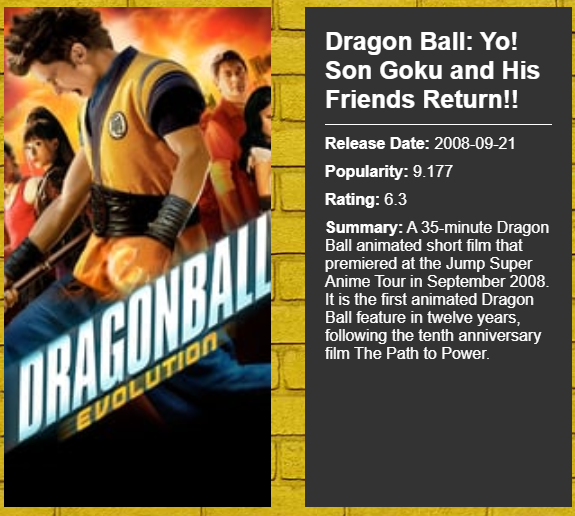 DRAGONBALL
EVOLUTION
Dragon Ball: Yo!
Son Goku and His
Friends Return!!
Release Date: 2008-09-21
Popularity: 9.177
Rating: 6.3
Summary: A 35-minute Dragon
Ball animated short film that
premiered at the Jump Super
Anime Tour in September 2008.
It is the first animated Dragon
Ball feature in twelve years,
following the tenth anniversary
film The Path to Power.